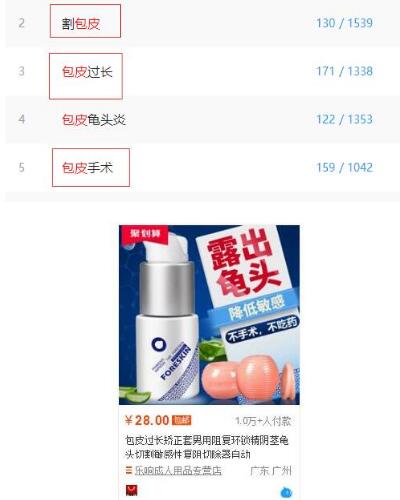 2 割包皮 130 / 1539
3 包皮过长 171 / 1338
4 包皮龟头炎 122 / 1353
5 包皮手术 159 / 1042
聚划算
露出
龟头
降低敏感
不手术,不吃药
FORESKIN
¥28.00 包邮 1.0万+人付款
包皮过长矫正套男用阻复环锁精阴茎龟
头切割敏感性复阴切除器自动
乐响成人用品专营店 广东 广州